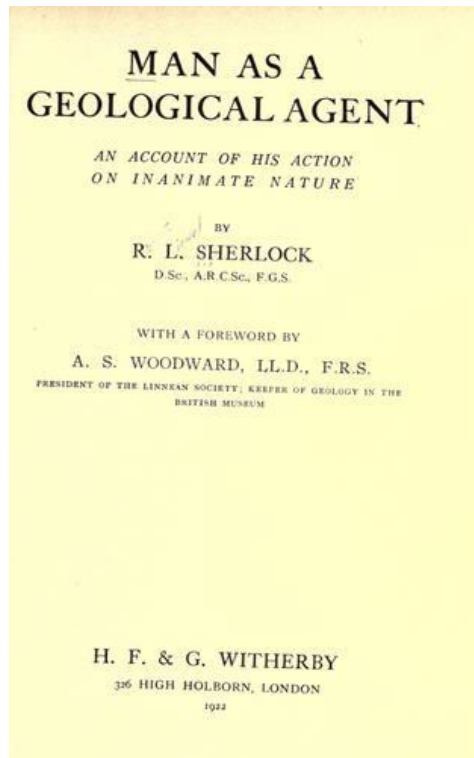 MAN AS A
GEOLOGICAL AGENT
AN ACCOUNT OF HIS ACTION
ON INANIMATE NATURE
BY
R. L. SHERLOCK
D.Sc., A.R.C.Sc., F.G.S.
WITH A FOREWORD BY
A. S. WOODWARD, LL.D., F.R.S.
PRESIDENT OF THE LINNEAN SOCIETY; KEEPER OF GEOLOGY IN THE
BRITISH MUSEUM
H. F. & G. WITHERBY
326 HIGH HOLBORN, LONDON
1922